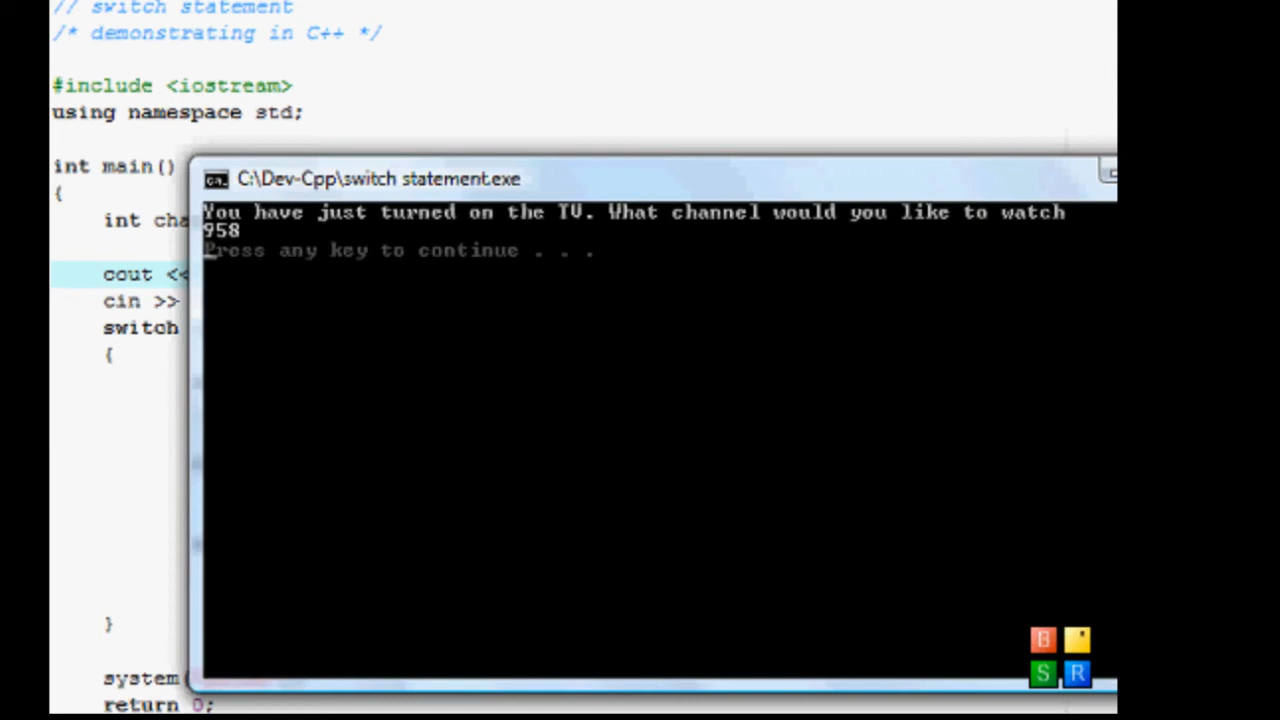 // switch statement
/* demonstrating in C++ */
#include <iostream>
using namespace std;
int main()
{
int cha
cout <<
cin >>
switch
{
}
system(
return 0;
C:\Dev-Cpp\switch statement.exe
You have just turned on the TV. What channel would you like to watch
958
Press any key to continue . . .
B
S R